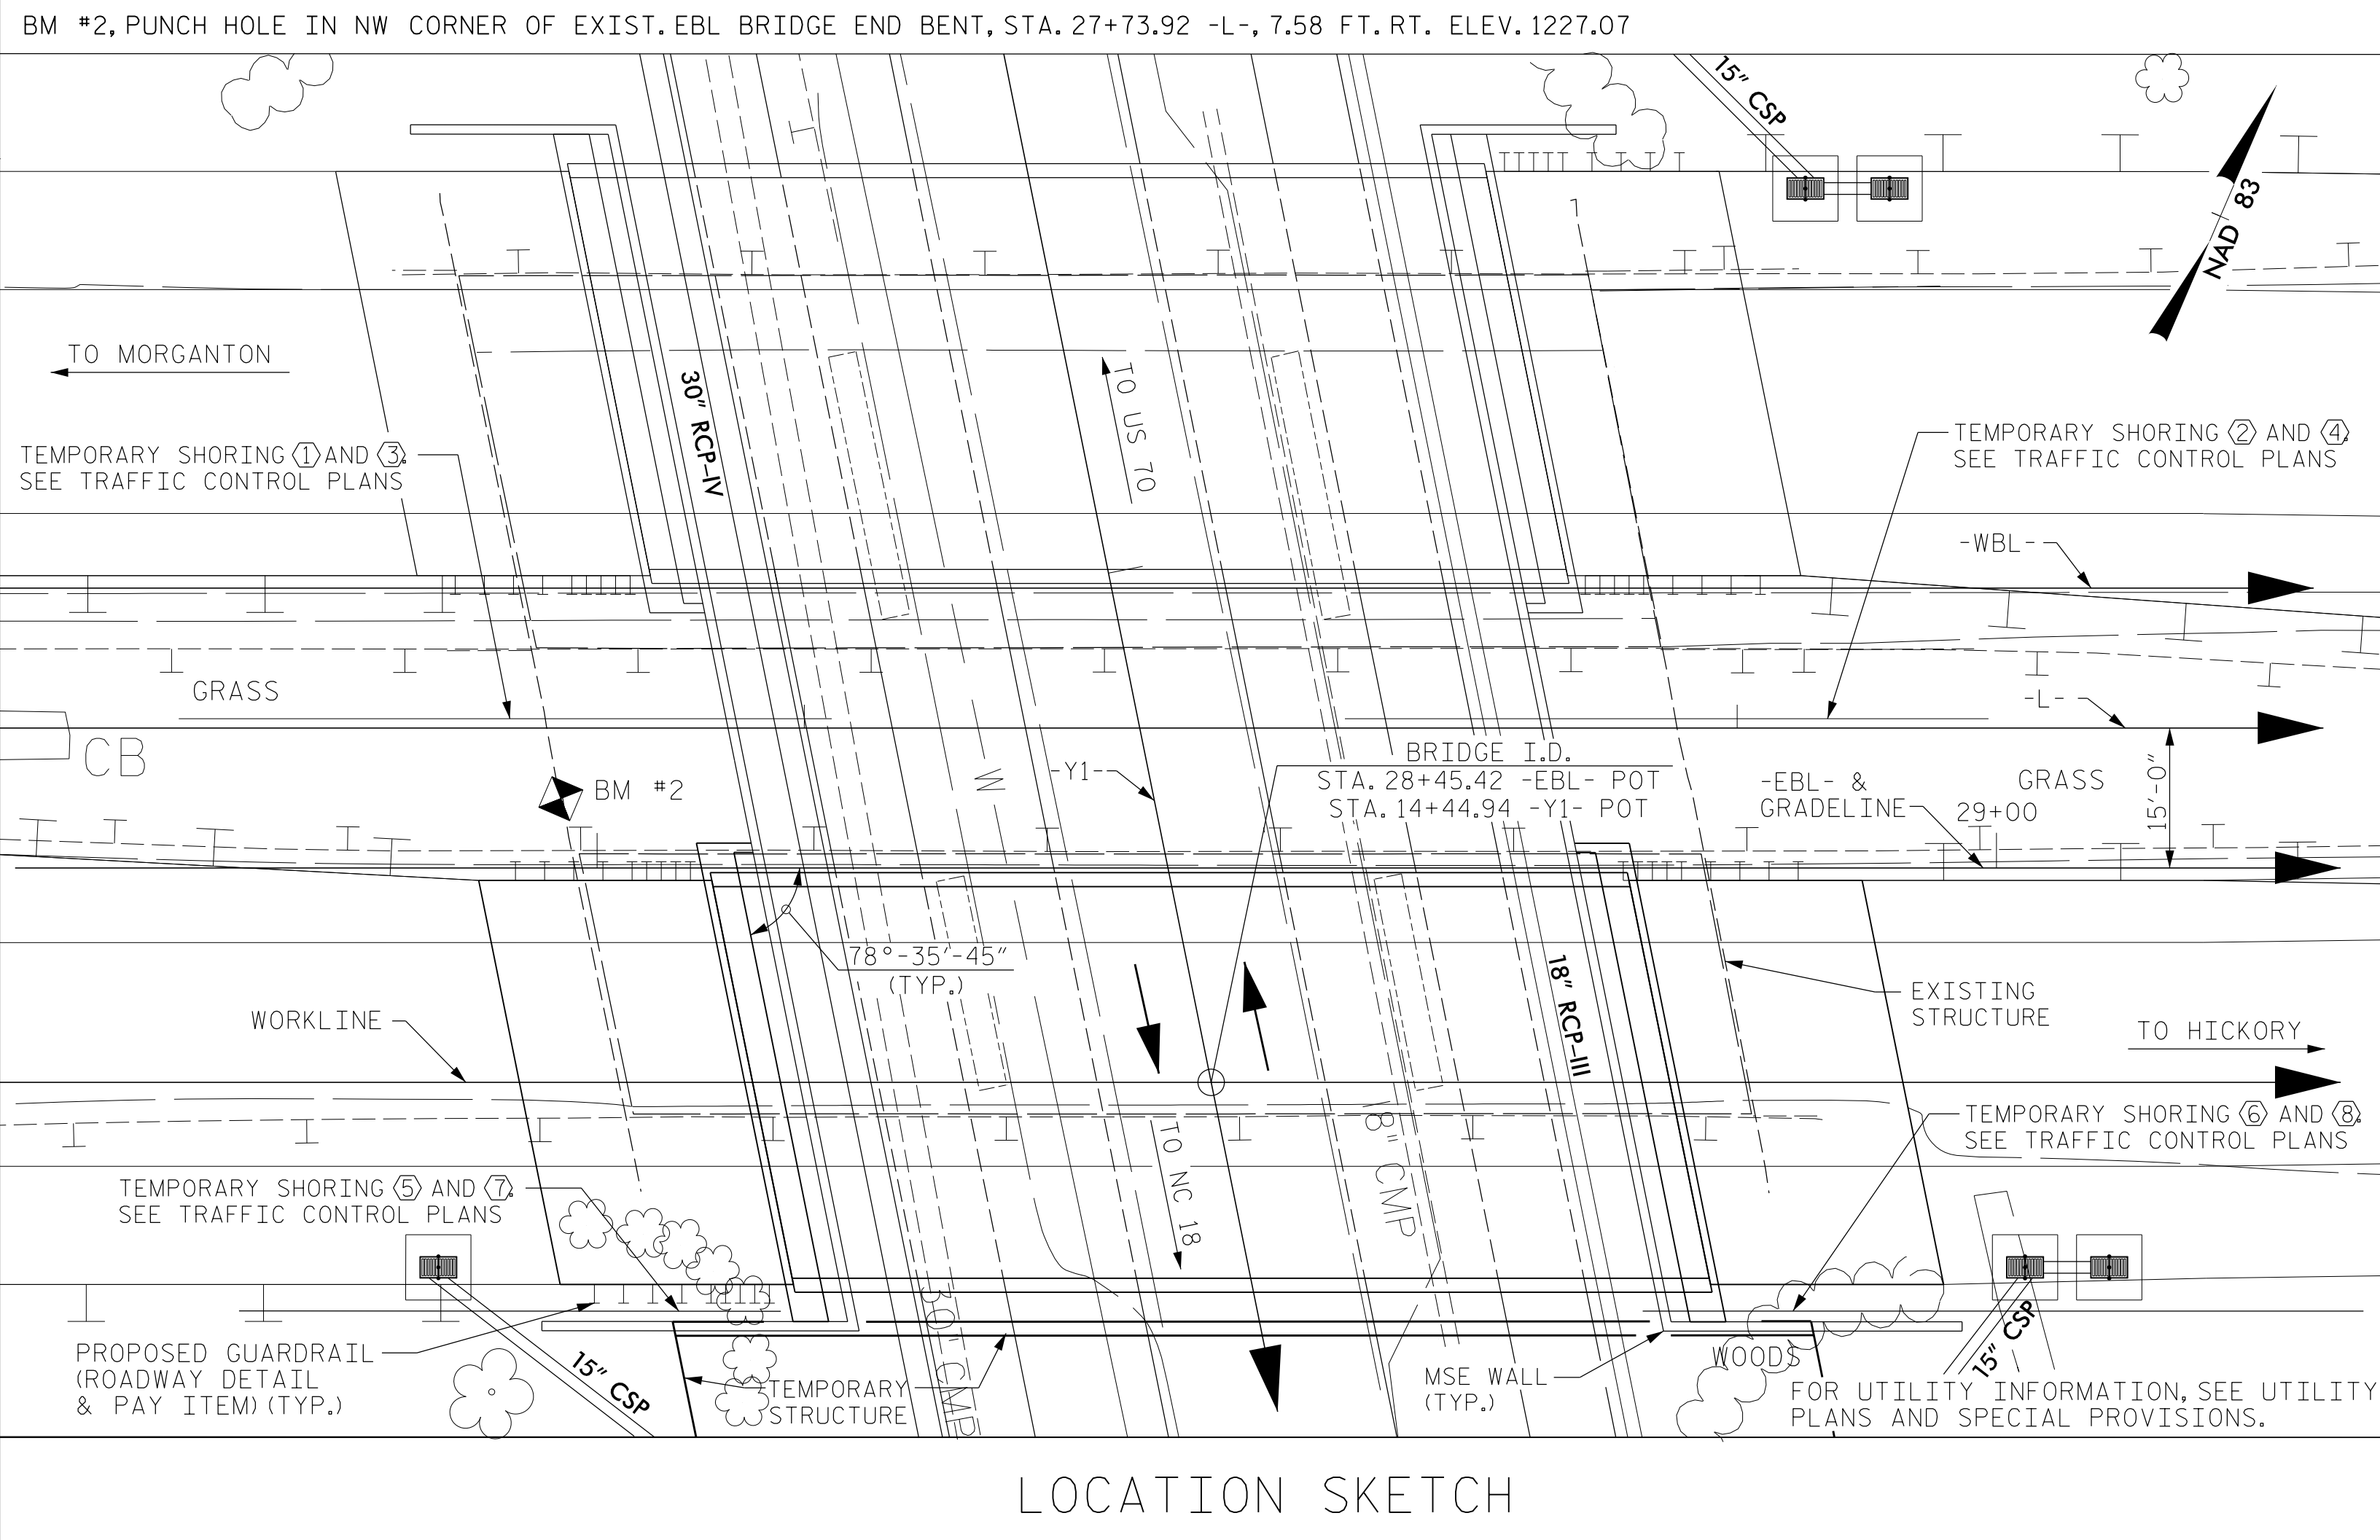 BM #2, PUNCH HOLE IN NW CORNER OF EXIST. EBL BRIDGE END BENT, STA. 27+73.92 -L-, 7.58 FT. RT. ELEV. 1227.07
15" CSP
NAD 83
TO MORGANTON
30" RCP-IV
TO US 70
TEMPORARY SHORING 1 AND 3.
SEE TRAFFIC CONTROL PLANS
TEMPORARY SHORING 2 AND 4.
SEE TRAFFIC CONTROL PLANS
-WBL-
GRASS
-L-
CB
BM #2
W
-Y1-
BRIDGE I.D.
STA. 28+45.42 -EBL- POT
STA. 14+44.94 -Y1- POT
-EBL- &
GRADELINE
GRASS
29+00
15'-0"
78°-35'-45"
(TYP.)
18" RCP-III
EXISTING
STRUCTURE
WORKLINE
TO HICKORY
TEMPORARY SHORING 6 AND 8.
SEE TRAFFIC CONTROL PLANS
TO NC 18
18" CMP
TEMPORARY SHORING 5 AND 7.
SEE TRAFFIC CONTROL PLANS
PROPOSED GUARDRAIL
(ROADWAY DETAIL
& PAY ITEM) (TYP.)
15" CSP
TEMPORARY
STRUCTURE
30" CMP
MSE WALL
(TYP.)
WOODS
15" CSP
FOR UTILITY INFORMATION, SEE UTILITY
PLANS AND SPECIAL PROVISIONS.
LOCATION SKETCH